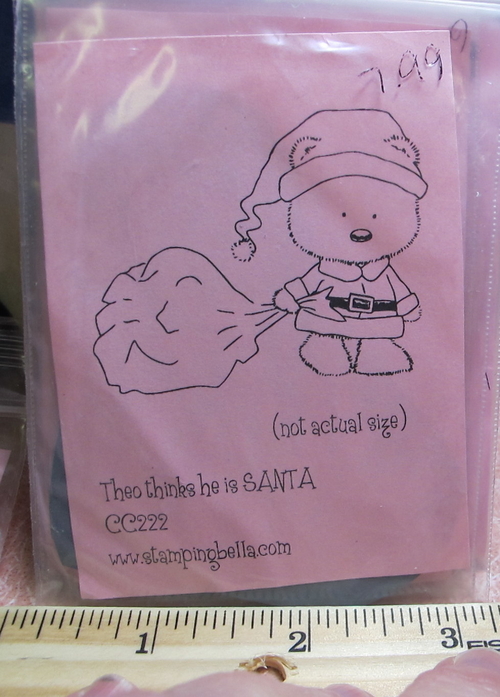 7.99
(not actual size)
Theo thinks he is SANTA
CC222
www.stampingbella.com
1 2 3